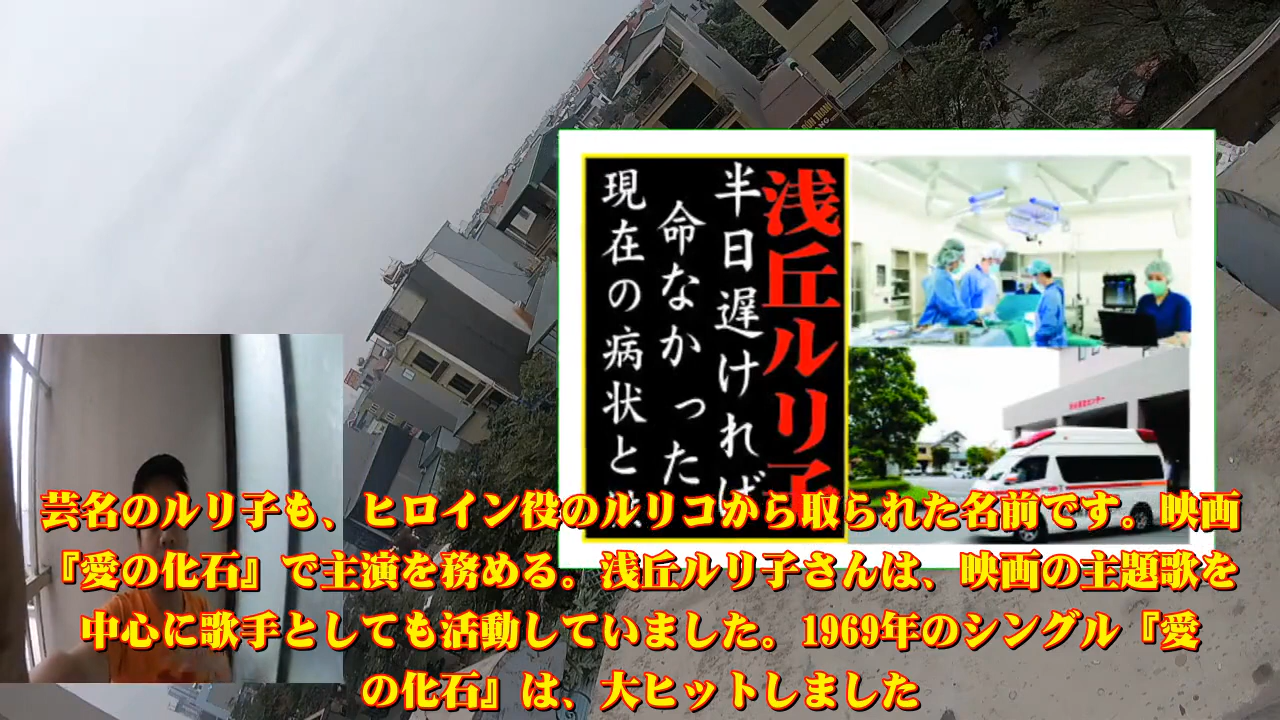 浅丘ルリ子
半日遅ければ
命なかった
現在の病状と
芸名のルリ子も、ヒロイン役のルリコから取られた名前です。映画
『愛の化石』で主演を務める。浅丘ルリ子さんは、映画の主題歌を
中心に歌手としても活動していました。1969年のシングル『愛
の化石』は、大ヒットしました